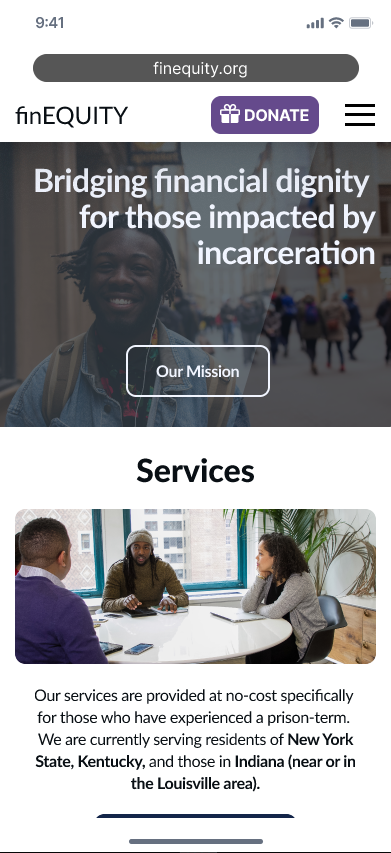 9:41
finequity.org
finEQUITY
DONATE
Bridging financial dignity
for those impacted by
incarceration
Our Mission
Services
Our services are provided at no-cost specifically
for those who have experienced a prison-term.
We are currently serving residents of New York
State, Kentucky, and those in Indiana (near or in
the Louisville area).